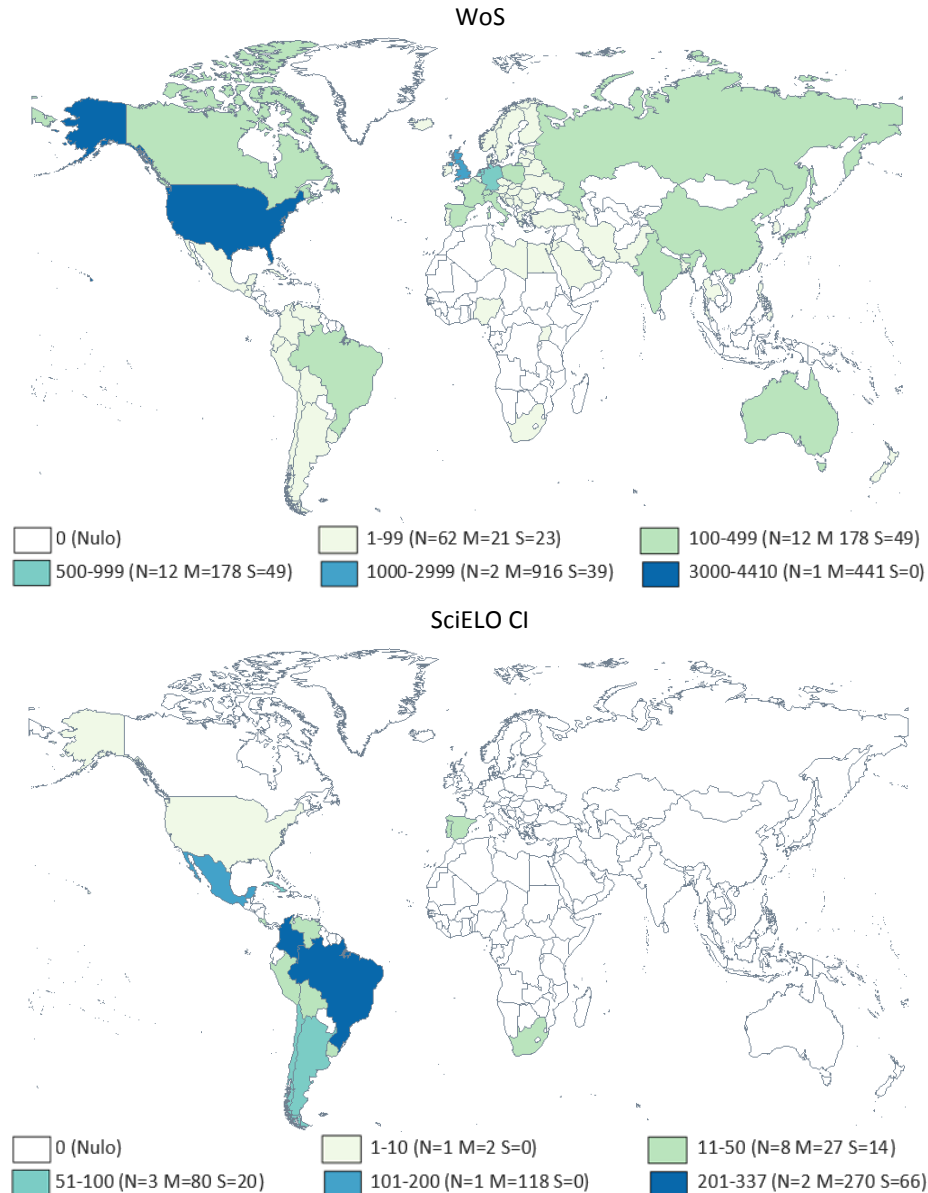 WoS
0 (Nulo) 1-99 (N=62 M=21 S=23) 100-499 (N=12 M 178 S=49)
500-999 (N=12 M=178 S=49) 1000-2999 (N=2 M=916 S=39) 3000-4410 (N=1 M=441 S=0)
SciELO CI
0 (Nulo) 1-10 (N=1 M=2 S=0) 11-50 (N=8 M=27 S=14)
51-100 (N=3 M=80 S=20) 101-200 (N=1 M=118 S=0) 201-337 (N=2 M=270 S=66)